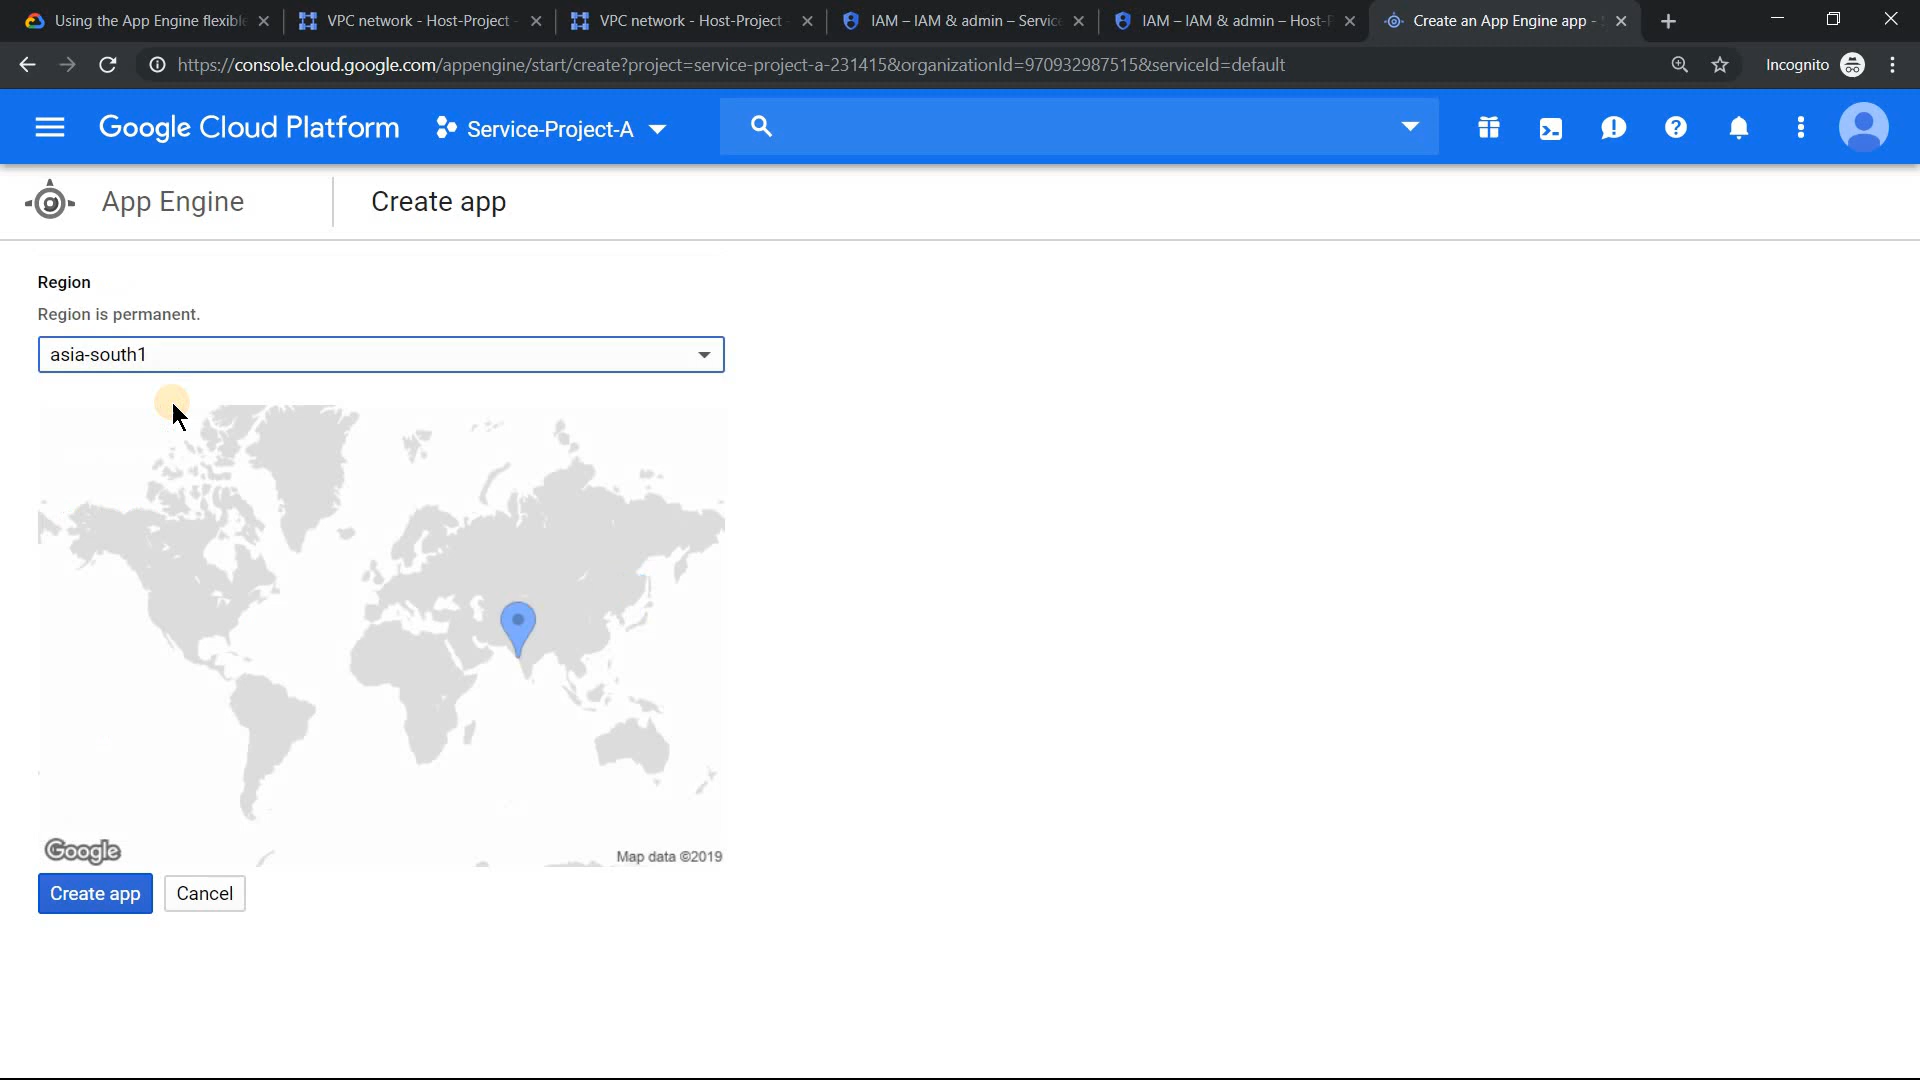 Using the App Engine flexib
VPC network - Host-Project -
VPC network - Host-Project -
IAM – IAM & admin – Servic
IAM – IAM & admin – Host-P
Create an App Engine app -
https://console.cloud.google.com/appengine/start/create?project=service-project-a-231415&organizationId=970932987515&serviceId=default
Incognito
Google Cloud Platform
Service-Project-A
App Engine
Create app
Region
Region is permanent.
asia-south1
Google
Map data ©2019
Create app
Cancel